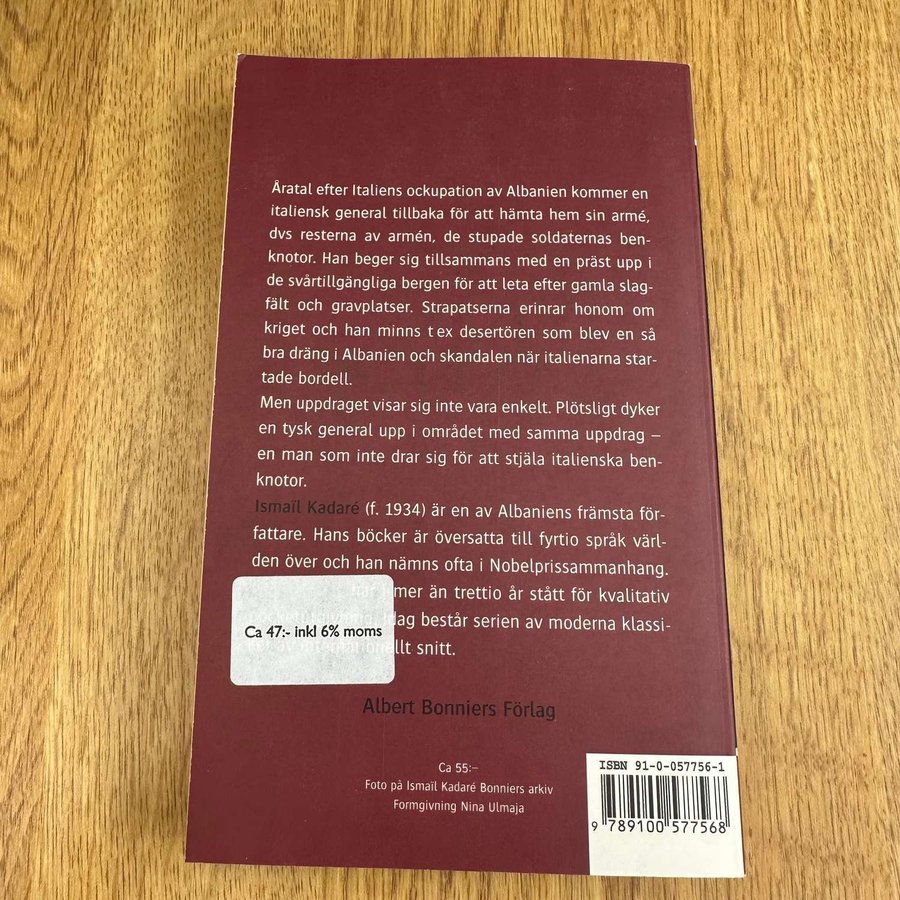 Åratal efter Italiens ockupation av Albanien kommer en
italiensk general tillbaka för att hämta hem sin armé,
dvs resterna av armén, de stupade soldaternas ben-
knotor. Han beger sig tillsammans med en präst upp i
de svårtillgängliga bergen för att leta efter gamla slag-
fält och gravplatser. Strapatserna erinrar honom om
kriget och han minns t ex desertören som blev en så
bra dräng i Albanien och skandalen när italienarna star-
tade bordell.
Men uppdraget visar sig inte vara enkelt. Plötsligt dyker
en tysk general upp i området med samma uppdrag –
en man som inte drar sig för att stjäla italienska ben-
knotor.
Ismaïl Kadaré (f. 1934) är en av Albaniens främsta för-
fattare. Hans böcker är översatta till fyrtio språk värl-
den över och han nämns ofta i Nobelprissammanhang.
har i mer än trettio år stått för kvalitativ
Idag består serien av moderna klassi-
ker av internationellt snitt.
Ca 47:- inkl 6% moms
Albert Bonniers Förlag
Ca 55:–
Foto på Ismaïl Kadaré Bonniers arkiv
Formgivning Nina Ulmaja
ISBN 91-0-057756-1
9 789100 577568